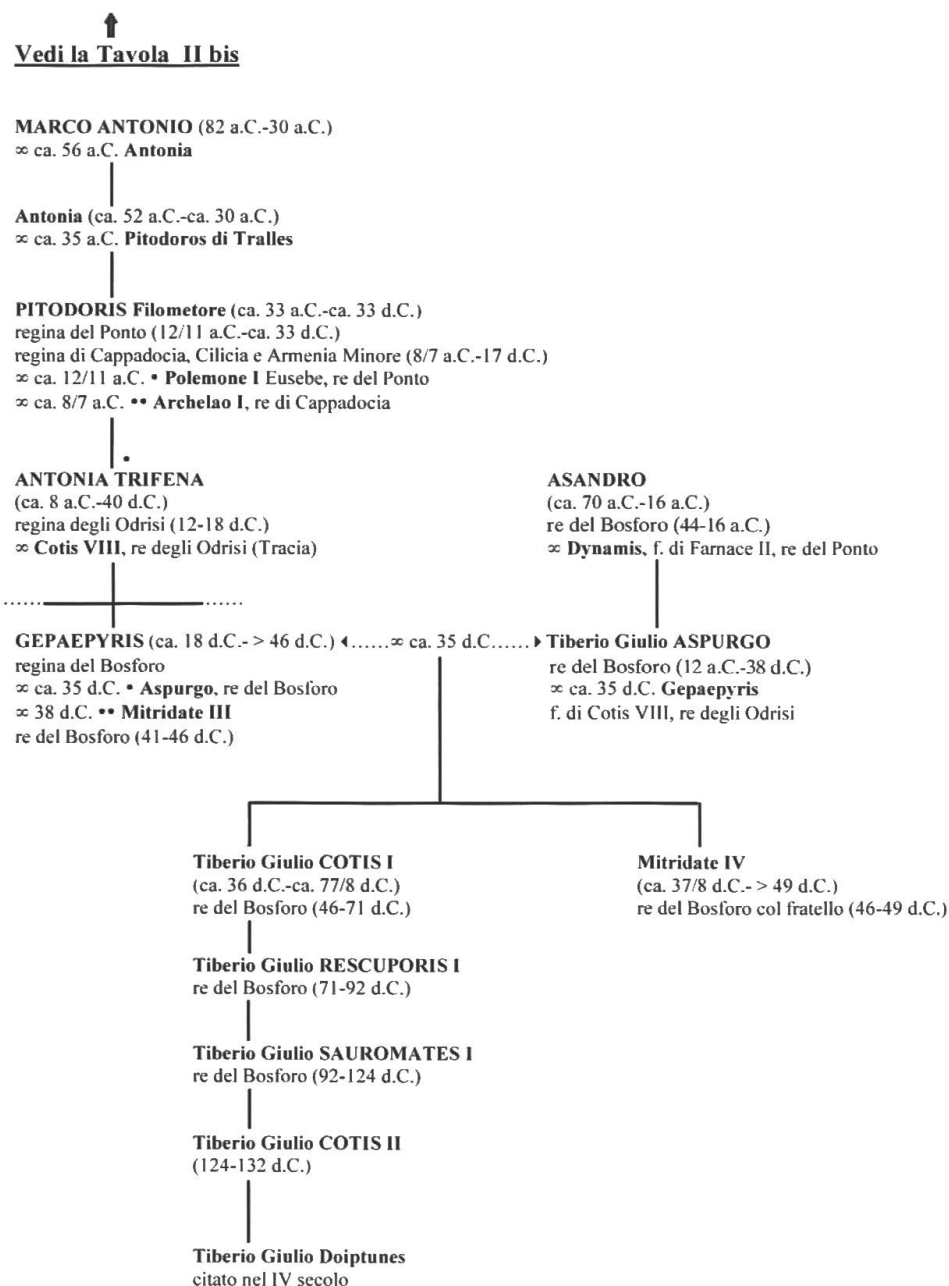 Vedi la Tavola II bis
MARCO ANTONIO (82 a.C.-30 a.C.)
∞ ca. 56 a.C. Antonia
Antonia (ca. 52 a.C.-ca. 30 a.C.)
∞ ca. 35 a.C. Pitodoros di Tralles
PITODORIS Filometore (ca. 33 a.C.-ca. 33 d.C.)
regina del Ponto (12/11 a.C.-ca. 33 d.C.)
regina di Cappadocia, Cilicia e Armenia Minore (8/7 a.C.-17 d.C.)
∞ ca. 12/11 a.C. • Polemone I Eusebe, re del Ponto
∞ ca. 8/7 a.C. •• Archelao I, re di Cappadocia
•
ANTONIA TRIFENA
(ca. 8 a.C.-40 d.C.)
regina degli Odrisi (12-18 d.C.)
∞ Cotis VIII, re degli Odrisi (Tracia)
ASANDRO
(ca. 70 a.C.-16 a.C.)
re del Bosforo (44-16 a.C.)
∞ Dynamis, f. di Farnace II, re del Ponto
GEPAEPYRIS (ca. 18 d.C.- > 46 d.C.) ◄......∞ ca. 35 d.C......► Tiberio Giulio ASPURGO
regina del Bosforo
∞ ca. 35 d.C. • Aspurgo, re del Bosforo
∞ 38 d.C. •• Mitridate III
re del Bosforo (41-46 d.C.)
re del Bosforo (12 a.C.-38 d.C.)
∞ ca. 35 d.C. Gepaepyris
f. di Cotis VIII, re degli Odrisi
Tiberio Giulio COTIS I
(ca. 36 d.C.-ca. 77/8 d.C.)
re del Bosforo (46-71 d.C.)
Mitridate IV
(ca. 37/8 d.C.- > 49 d.C.)
re del Bosforo col fratello (46-49 d.C.)
Tiberio Giulio RESCUPORIS I
re del Bosforo (71-92 d.C.)
Tiberio Giulio SAUROMATES I
re del Bosforo (92-124 d.C.)
Tiberio Giulio COTIS II
(124-132 d.C.)
Tiberio Giulio Doiptunes
citato nel IV secolo